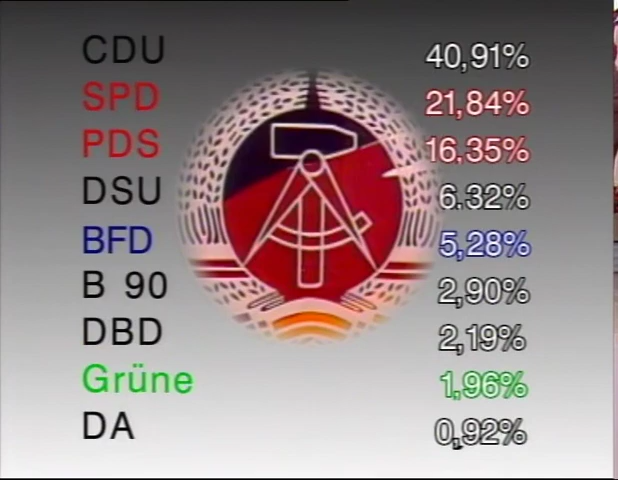 CDU 40,91%
SPD 21,84%
PDS 16,35%
DSU 6.32%
BFD 5,28%
B 90 2,90%
DBD 2,19%
Grüne 1,96%
DA 0,92%